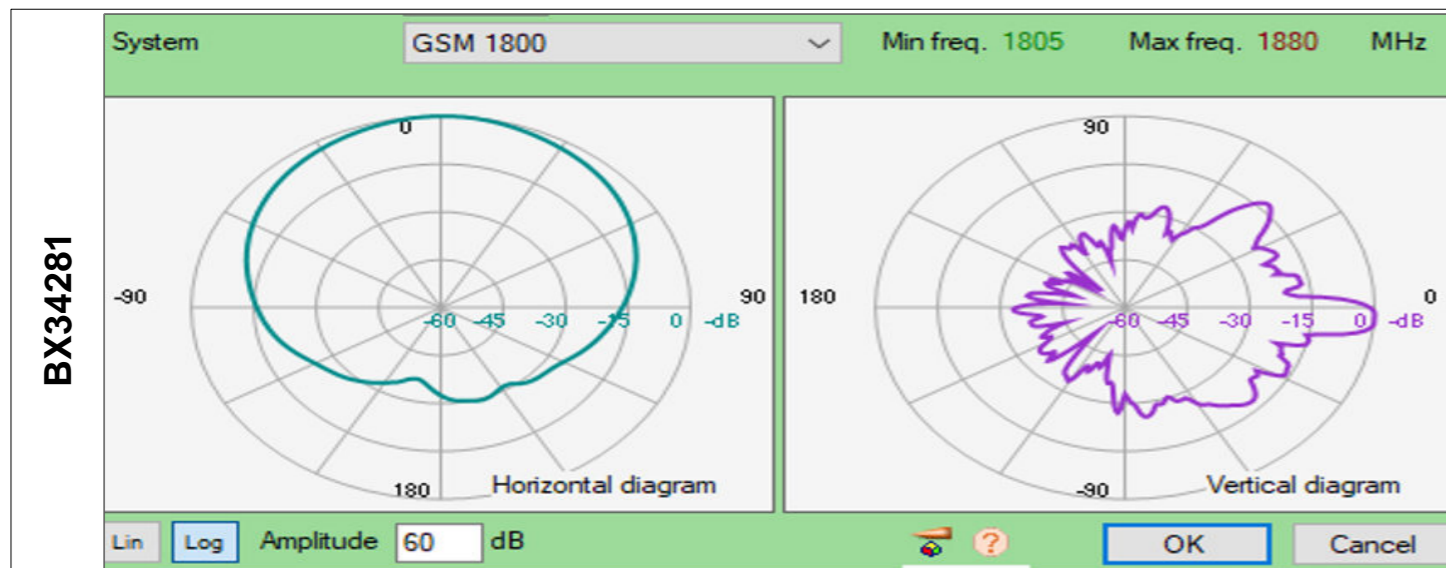 BX34281
System GSM 1800 Min freq. 1805 Max freq. 1880 MHz
0
-90 90
-60 -45 -30 -15 0 -dB
180 Horizontal diagram
90
180 0
-60 -45 -30 -15 0 -dB
-90 Vertical diagram
Lin Log Amplitude 60 dB ? OK Cancel